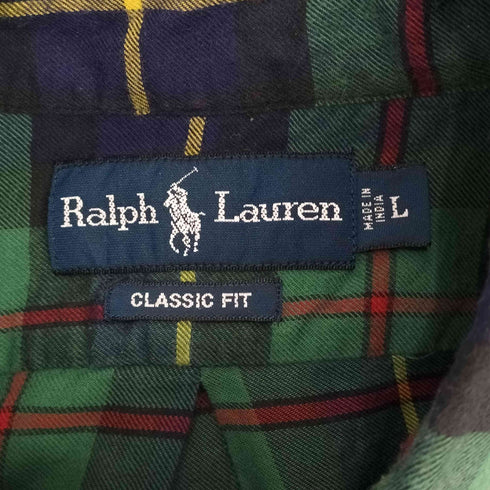 Ralph Lauren
MADE IN
INDIA
L
CLASSIC FIT